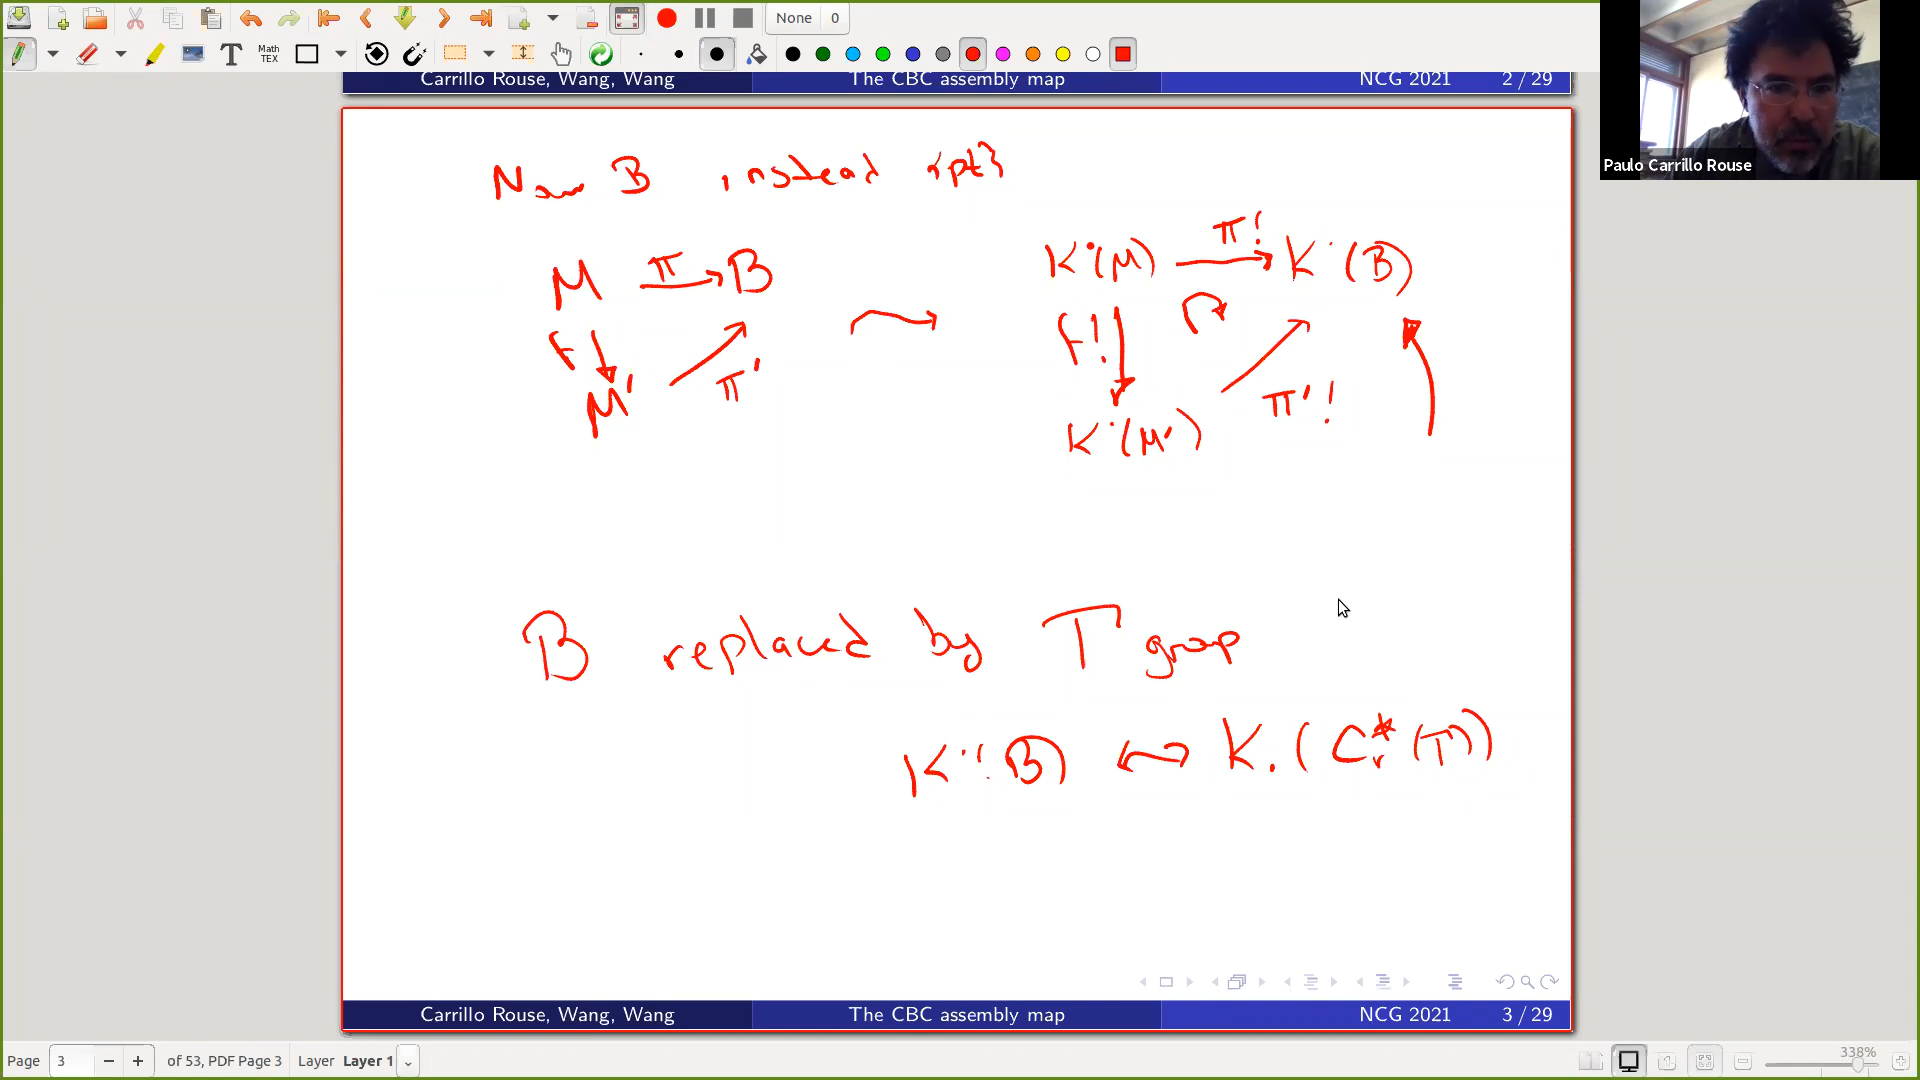 None 0
Math TEX
Carrillo Rouse, Wang, Wang The CBC assembly map NCG 2021 2 / 29
Paulo Carrillo Rouse
Now B instead {pt}
M π B K˙(M) π! K˙(B)
f π' f! π'!
M' K˙(M')
B replaced by Γ group
K˙(B) ↔ K.(C*r(Γ))
Carrillo Rouse, Wang, Wang The CBC assembly map NCG 2021 3 / 29
Page 3 of 53, PDF Page 3 Layer Layer 1 338%